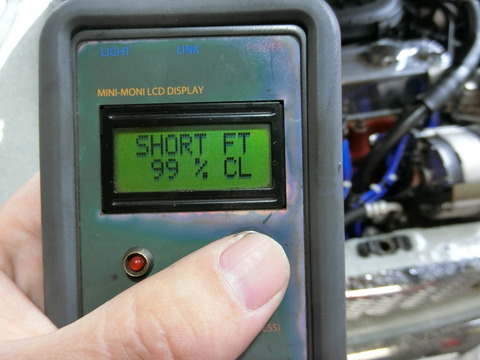 LIGHT LINK POWER
MINI-MONI LCD DISPLAY
SHORT FT
99 % CL